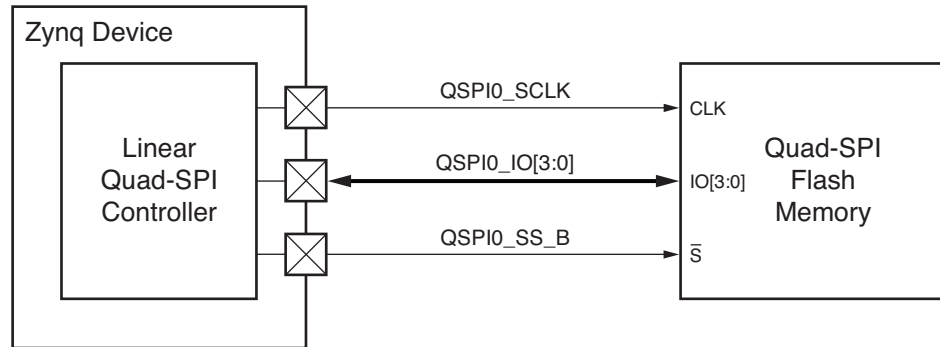 Zynq Device
Linear
Quad-SPI
Controller
QSPI0_SCLK
QSPI0_IO[3:0]
QSPI0_SS_B
CLK
IO[3:0]
S̅
Quad-SPI
Flash
Memory